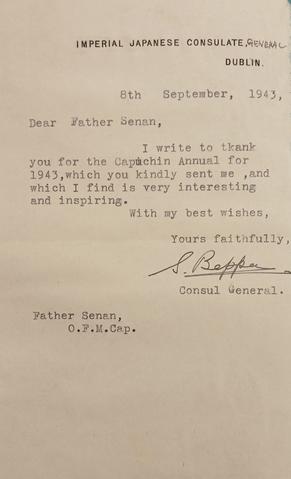 IMPERIAL JAPANESE CONSULATE, GENERAL
DUBLIN.
8th September, 1943,
Dear Father Senan,
I write to tkank
you for the Capuchin Annual for
1943,which you kindly sent me ,and
which I find is very interesting
and inspiring.
With my best wishes,
Yours faithfully,
S. Beppu
Consul General.
Father Senan,
O.F.M.Cap.